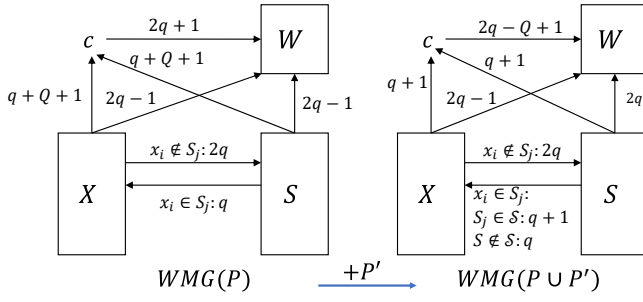 c
2q + 1
W
q + Q + 1
q + Q + 1
2q − 1
2q − 1
X
x_i ∉ S_j: 2q
x_i ∈ S_j: q
S
WMG(P)
+P′
c
2q − Q + 1
W
q + 1
q + 1
2q − 1
2q
X
x_i ∉ S_j: 2q
x_i ∈ S_j:
S_j ∈ 𝒮: q + 1
S ∉ 𝒮: q
S
WMG(P ∪ P′)